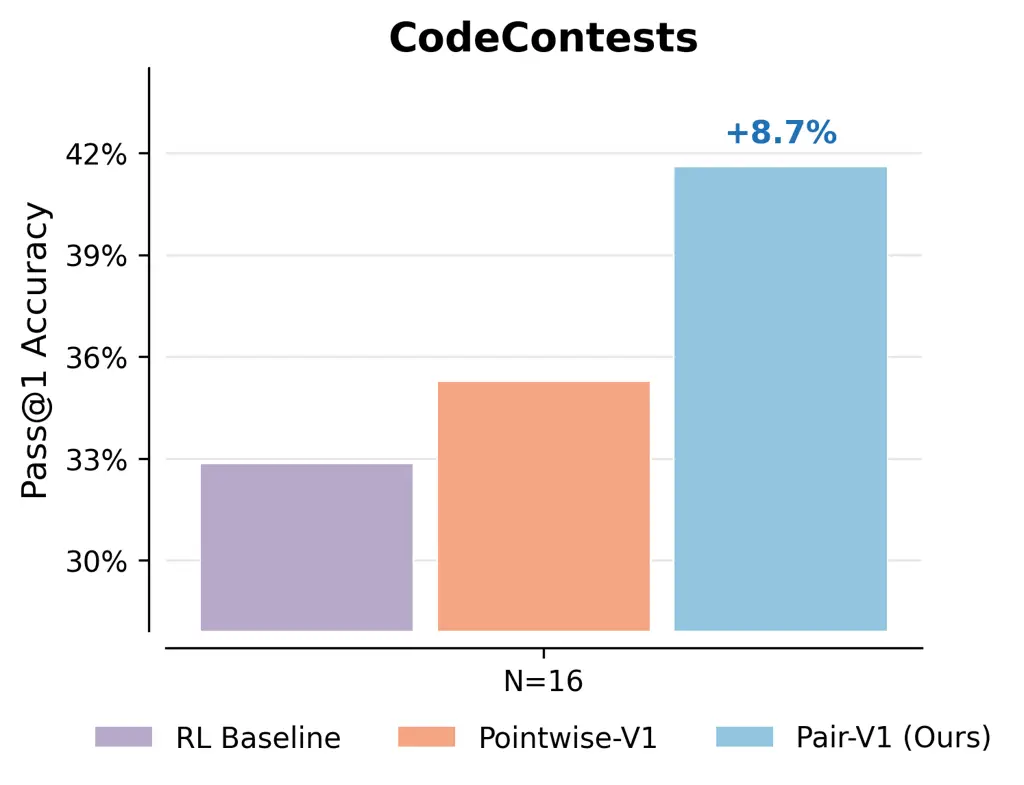 CodeContests
+8.7%
42%
39%
36%
33%
30%
Pass@1 Accuracy
N=16
RL Baseline
Pointwise-V1
Pair-V1 (Ours)